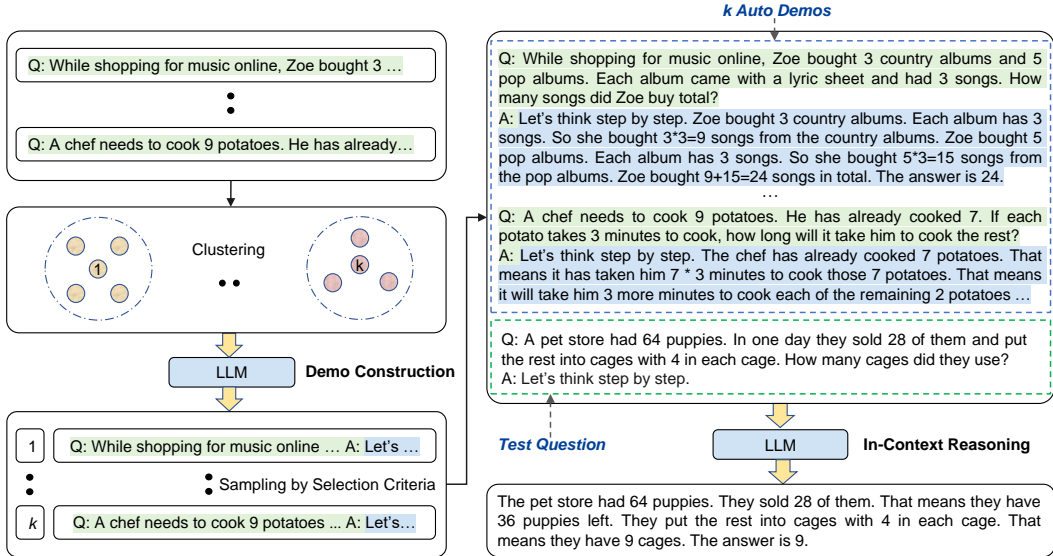 Q: While shopping for music online, Zoe bought 3 …
Q: A chef needs to cook 9 potatoes. He has already…
Clustering
1
k
LLM
Demo Construction
1
Q: While shopping for music online … A: Let’s …
Sampling by Selection Criteria
k
Q: A chef needs to cook 9 potatoes ... A: Let’s…
k Auto Demos
Q: While shopping for music online, Zoe bought 3 country albums and 5
pop albums. Each album came with a lyric sheet and had 3 songs. How
many songs did Zoe buy total?
A: Let’s think step by step. Zoe bought 3 country albums. Each album has 3
songs. So she bought 3*3=9 songs from the country albums. Zoe bought 5
pop albums. Each album has 3 songs. So she bought 5*3=15 songs from
the pop albums. Zoe bought 9+15=24 songs in total. The answer is 24.
…
Q: A chef needs to cook 9 potatoes. He has already cooked 7. If each
potato takes 3 minutes to cook, how long will it take him to cook the rest?
A: Let’s think step by step. The chef has already cooked 7 potatoes. That
means it has taken him 7 * 3 minutes to cook those 7 potatoes. That means
it will take him 3 more minutes to cook each of the remaining 2 potatoes …
Q: A pet store had 64 puppies. In one day they sold 28 of them and put
the rest into cages with 4 in each cage. How many cages did they use?
A: Let’s think step by step.
Test Question
LLM
In-Context Reasoning
The pet store had 64 puppies. They sold 28 of them. That means they have
36 puppies left. They put the rest into cages with 4 in each cage. That
means they have 9 cages. The answer is 9.